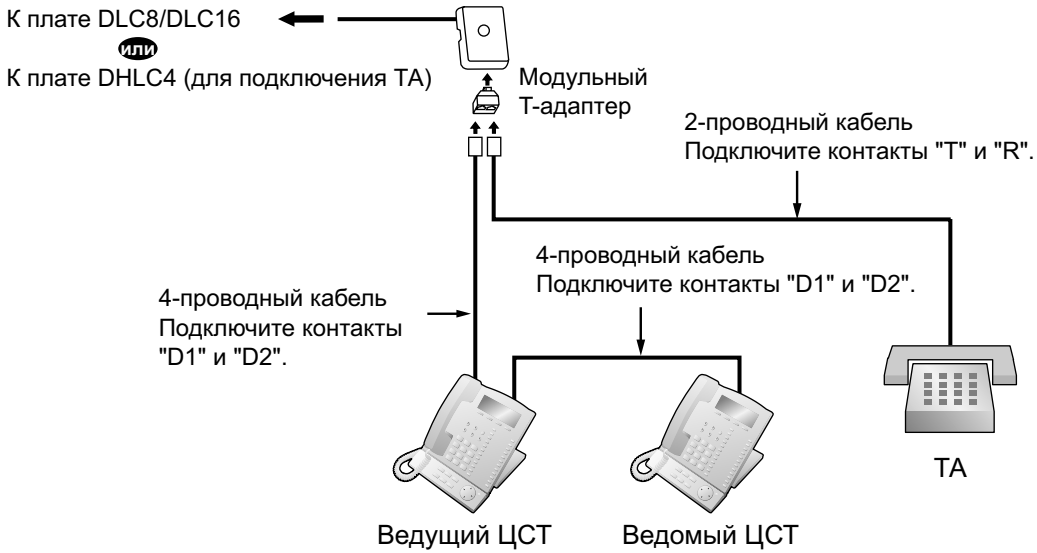 К плате DLC8/DLC16
или
К плате DHLC4 (для подключения ТА)
Модульный
Т-адаптер
2-проводный кабель
Подключите контакты "T" и "R".
4-проводный кабель
Подключите контакты "D1" и "D2".
4-проводный кабель
Подключите контакты
"D1" и "D2".
ТА
Ведущий ЦСТ
Ведомый ЦСТ